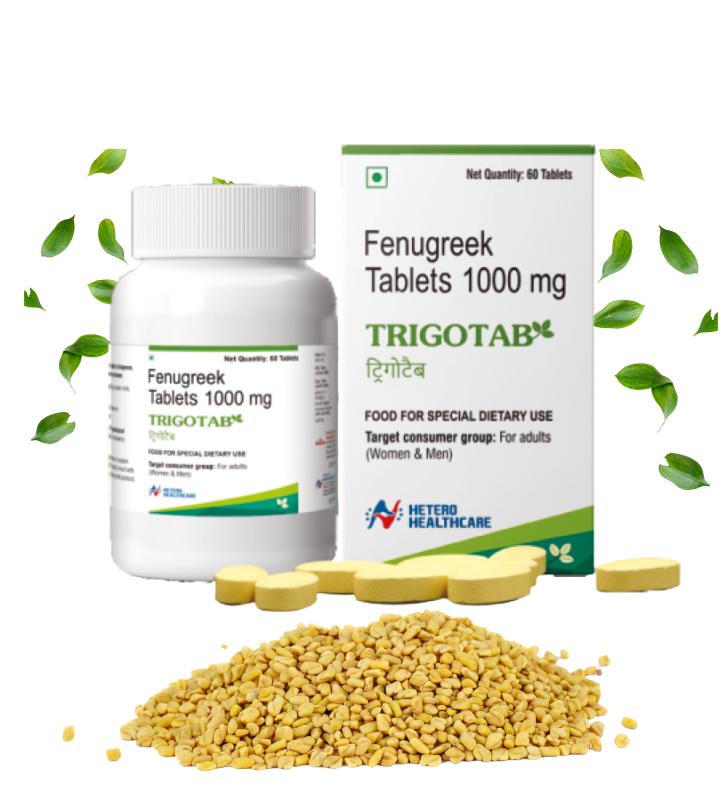 Net Quantity: 60 Tablets
Fenugreek
Tablets 1000 mg
TRIGOTAB
ट्रिगोटैब
FOOD FOR SPECIAL DIETARY USE
Target consumer group: For adults
(Women & Men)
HETERO
HEALTHCARE
Net Quantity: 60 Tablets
Fenugreek
Tablets 1000 mg
TRIGOTAB
ट्रिगोटैब
FOOD FOR SPECIAL DIETARY USE
Target consumer group: For adults
(Women & Men)
HETERO
HEALTHCARE